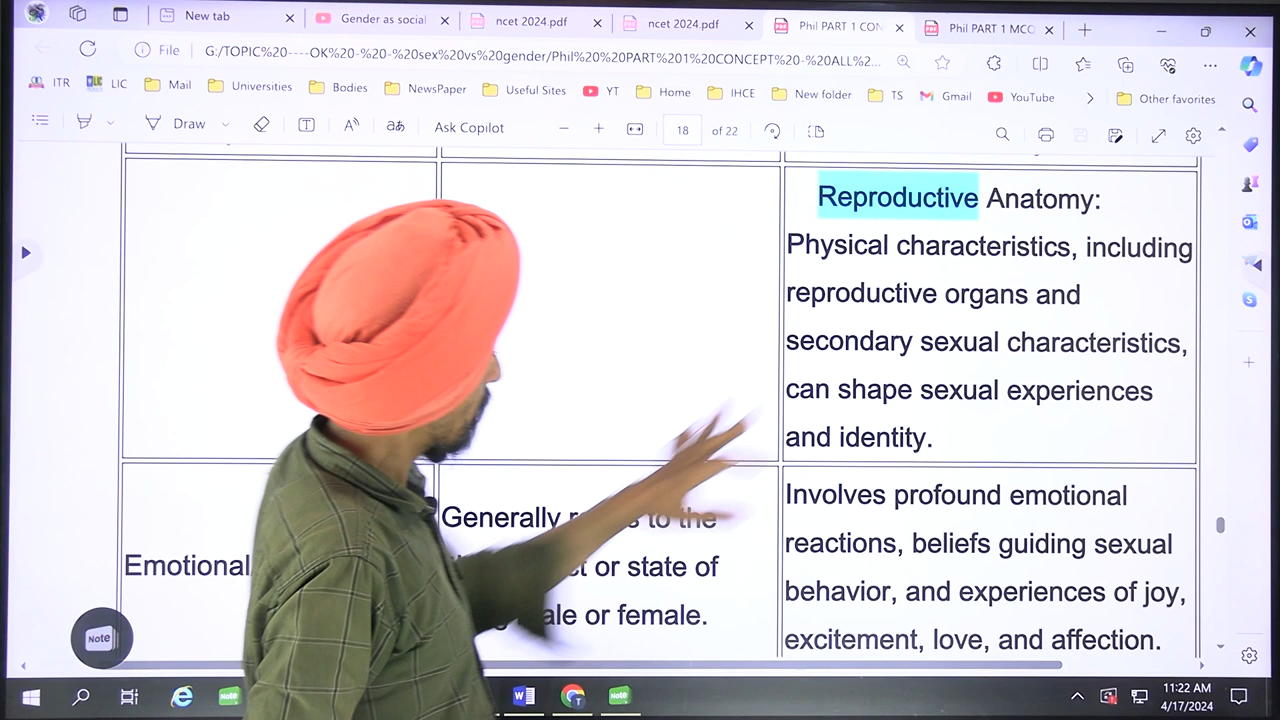 New tab
Gender as social
ncet 2024.pdf
ncet 2024.pdf
Phil PART 1 CON
Phil PART 1 MCC
File
G:/TOPIC%20----OK%20-%20-%20sex%20vs%20gender/Phil%20%20PART%201%20CONCEPT%20-%20ALL%2...
ITR
LIC
Mail
Universities
Bodies
NewsPaper
Useful Sites
YT
Home
IHCE
New folder
TS
Gmail
YouTube
Other favorites
Draw
Ask Copilot
18
of 22
Reproductive Anatomy:
Physical characteristics, including
reproductive organs and
secondary sexual characteristics,
can shape sexual experiences
and identity.
Emotional
Generally to the
or state of
or female.
Involves profound emotional
reactions, beliefs guiding sexual
behavior, and experiences of joy,
excitement, love, and affection.
Note
Note
Note
11:22 AM
4/17/2024